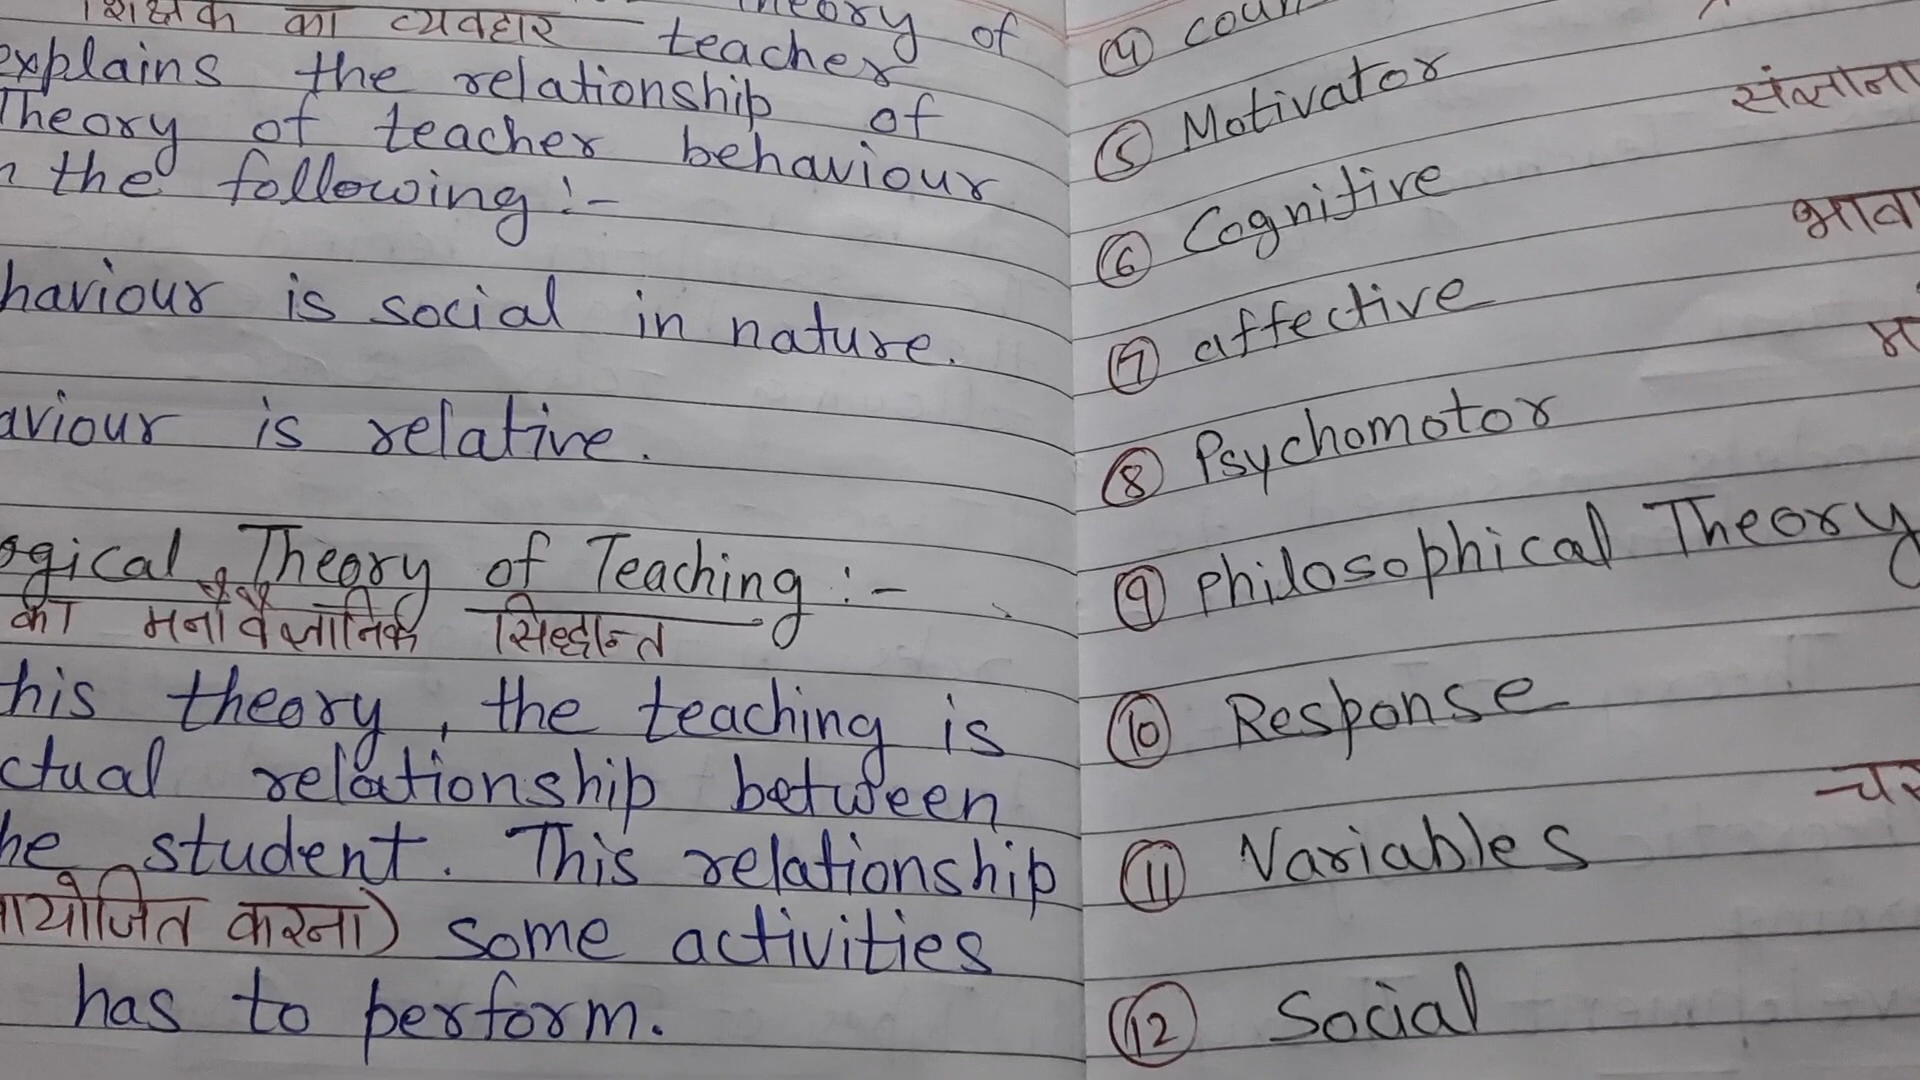 शिक्षक का व्यवहार
of
teacher
explains the relationship of
Theory of teacher behaviour
the following :-
haviour is social in nature.
aviour is relative.
ogical Theory of Teaching :-
का मनोवैज्ञानिक सिद्धान्त
his theory, the teaching is
ctual relationship between
he student. This relationship
ायोजित करना) some activities
has to perform.
④
⑤ Motivator
⑥ Cognitive
⑦ affective
⑧ Psychomotor
⑨ Philosophical Theory
⑩ Response
⑪ Variables
⑫ Social